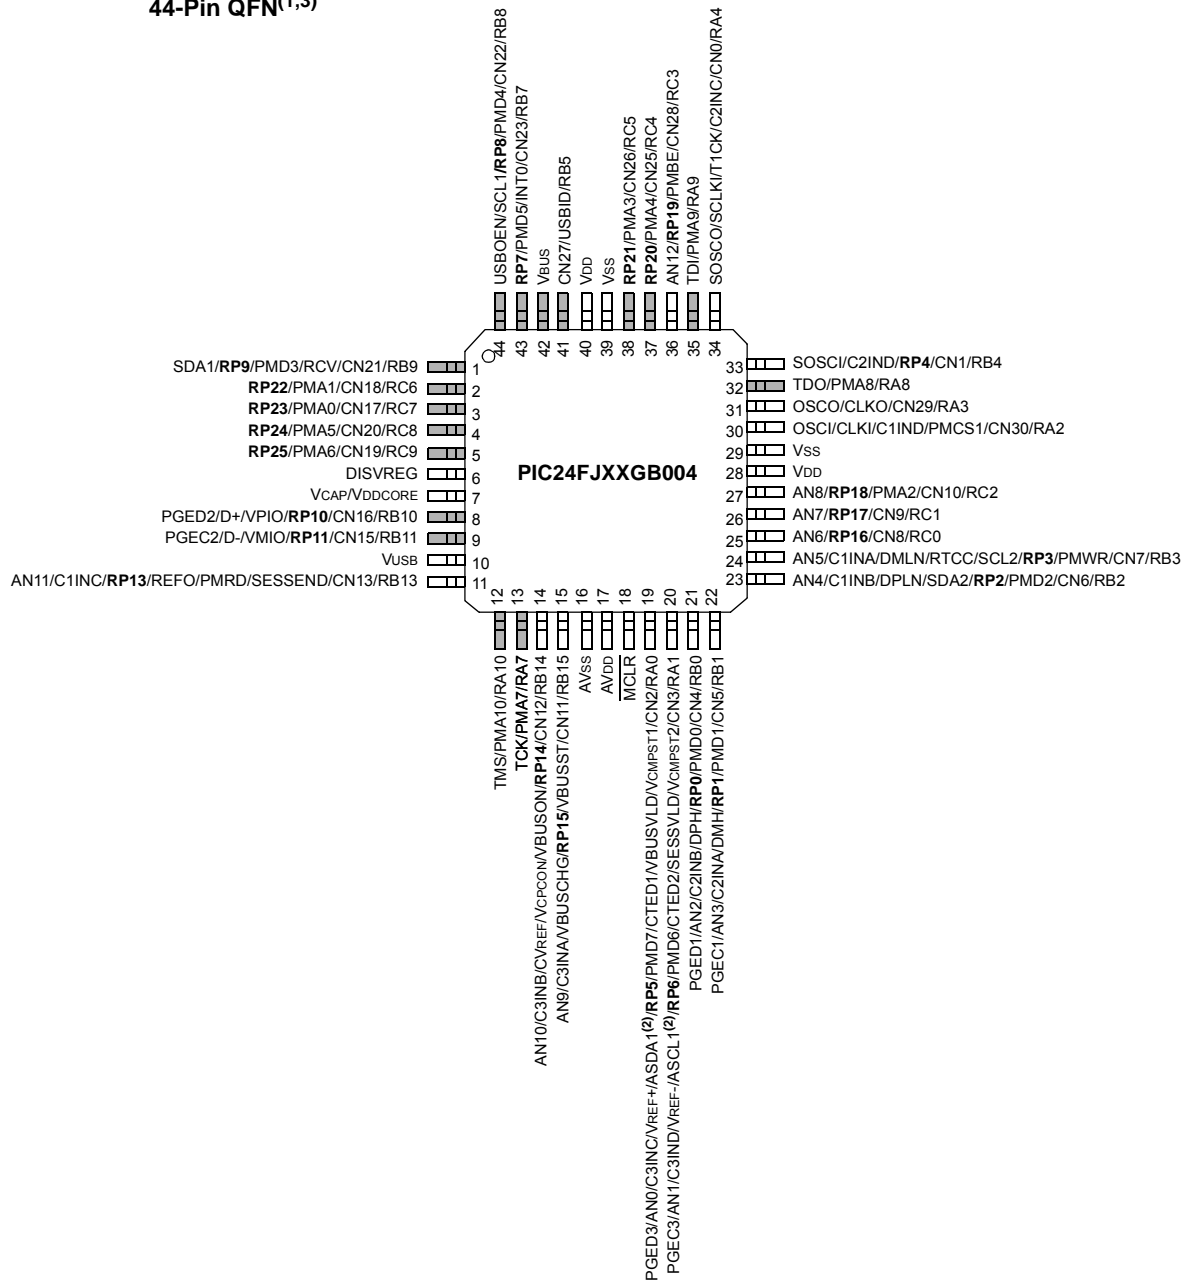 44-Pin QFN(1,3)
USBOEN/SCL1/RP8/PMD4/CN22/RB8
RP7/PMD5/INT0/CN23/RB7
VBUS
CN27/USBID/RB5
VDD
VSS
RP21/PMA3/CN26/RC5
RP20/PMA4/CN25/RC4
AN12/RP19/PMBE/CN28/RC3
TDI/PMA9/RA9
SOSCO/SCLKI/T1CK/C2INC/CN0/RA4
44
43
42
41
40
39
38
37
36
35
34
SDA1/RP9/PMD3/RCV/CN21/RB9 1
RP22/PMA1/CN18/RC6 2
RP23/PMA0/CN17/RC7 3
RP24/PMA5/CN20/RC8 4
RP25/PMA6/CN19/RC9 5
DISVREG 6
VCAP/VDDCORE 7
PGED2/D+/VPIO/RP10/CN16/RB10 8
PGEC2/D-/VMIO/RP11/CN15/RB11 9
VUSB 10
AN11/C1INC/RP13/REFO/PMRD/SESSEND/CN13/RB13 11
PIC24FJXXGB004
33 SOSCI/C2IND/RP4/CN1/RB4
32 TDO/PMA8/RA8
31 OSCO/CLKO/CN29/RA3
30 OSCI/CLKI/C1IND/PMCS1/CN30/RA2
29 VSS
28 VDD
27 AN8/RP18/PMA2/CN10/RC2
26 AN7/RP17/CN9/RC1
25 AN6/RP16/CN8/RC0
24 AN5/C1INA/DMLN/RTCC/SCL2/RP3/PMWR/CN7/RB3
23 AN4/C1INB/DPLN/SDA2/RP2/PMD2/CN6/RB2
12
13
14
15
16
17
18
19
20
21
22
TMS/PMA10/RA10
TCK/PMA7/RA7
AN10/C3INB/CVREF/VCPCON/VBUSON/RP14/CN12/RB14
AN9/C3INA/VBUSCHG/RP15/VBUSST/CN11/RB15
AVSS
AVDD
MCLR
PGED3/AN0/C3INC/VREF+/ASDA1(2)/RP5/PMD7/CTED1/VBUSVLD/VCMPST1/CN2/RA0
PGEC3/AN1/C3IND/VREF-/ASCL1(2)/RP6/PMD6/CTED2/SESSVLD/VCMPST2/CN3/RA1
PGED1/AN2/C2INB/DPH/RP0/PMD0/CN4/RB0
PGEC1/AN3/C2INA/DMH/RP1/PMD1/CN5/RB1